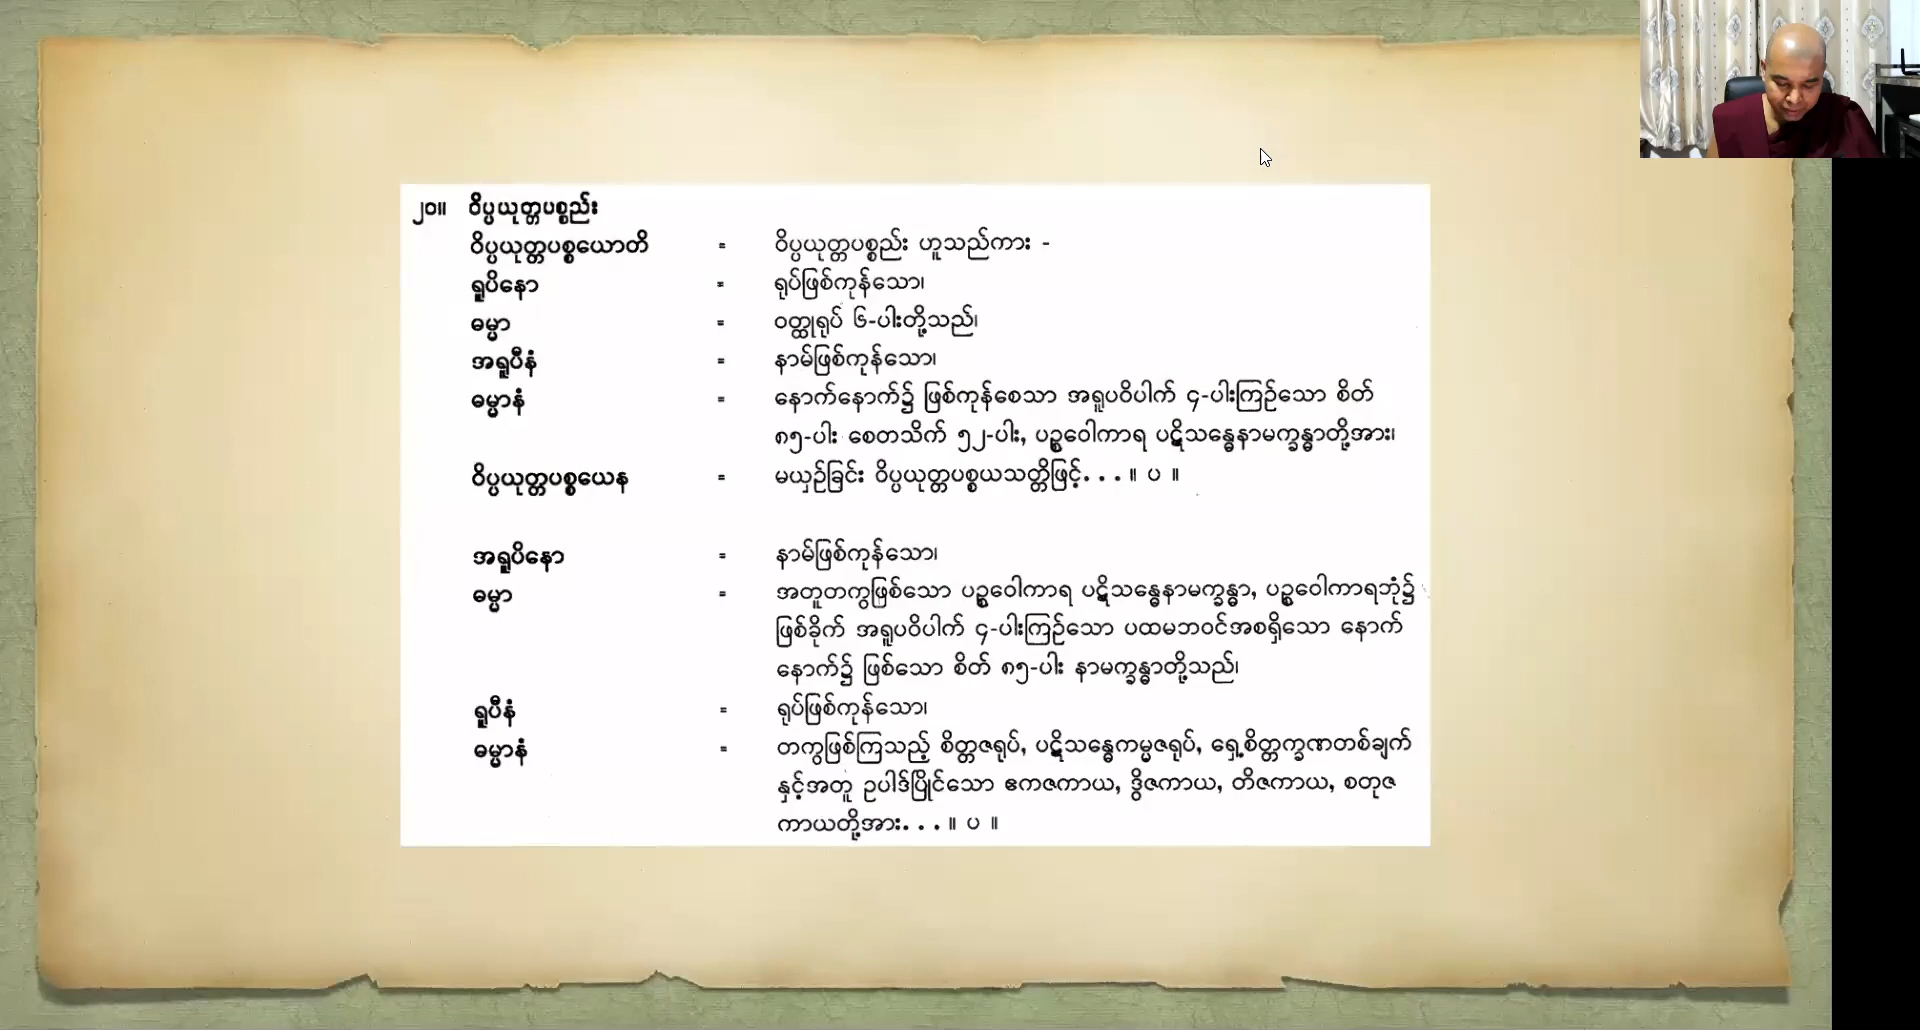 ၂၀။ ဝိပ္ပယုတ္တပစ္စည်း
ဝိပ္ပယုတ္တပစ္စယောတိ = ဝိပ္ပယုတ္တပစ္စည်း ဟူသည်ကား -
ရူပိနော = ရုပ်ဖြစ်ကုန်သော၊
ဓမ္မာ = ဝတ္ထုရုပ် ၆-ပါးတို့သည်၊
အရူပီနံ = နာမ်ဖြစ်ကုန်သော၊
ဓမ္မာနံ = နောက်နောက်၌ ဖြစ်ကုန်စေသော အရူပဝိပါက် ၄-ပါးကြဉ်သော စိတ်
၈၅-ပါး စေတသိက် ၅၂-ပါး, ပဉ္စဝေါကာရ ပဋိသန္ဓေနာမက္ခန္ဓာတို့အား၊
ဝိပ္ပယုတ္တပစ္စယေန = မယှဉ်ခြင်း ဝိပ္ပယုတ္တပစ္စယသတ္တိဖြင့်. . . ။ ပ ။
အရူပိနော = နာမ်ဖြစ်ကုန်သော၊
ဓမ္မာ = အတူတကွဖြစ်သော ပဉ္စဝေါကာရ ပဋိသန္ဓေနာမက္ခန္ဓာ, ပဉ္စဝေါကာရဘုံ၌
ဖြစ်ခိုက် အရူပဝိပါက် ၄-ပါးကြဉ်သော ပထမဘဝင်အစရှိသော နောက်
နောက်၌ ဖြစ်သော စိတ် ၈၅-ပါး နာမက္ခန္ဓာတို့သည်၊
ရူပီနံ = ရုပ်ဖြစ်ကုန်သော၊
ဓမ္မာနံ = တကွဖြစ်ကြသည့် စိတ္တဇရုပ်, ပဋိသန္ဓေကမ္မဇရုပ်, ရှေ့စိတ္တက္ခဏတစ်ချက်
နှင့်အတူ ဥပါဒ်ပြိုင်သော ဧကဇကာယ, ဒွိဇကာယ, တိဇကာယ, စတုဇ
ကာယတို့အား. . . ။ ပ ။